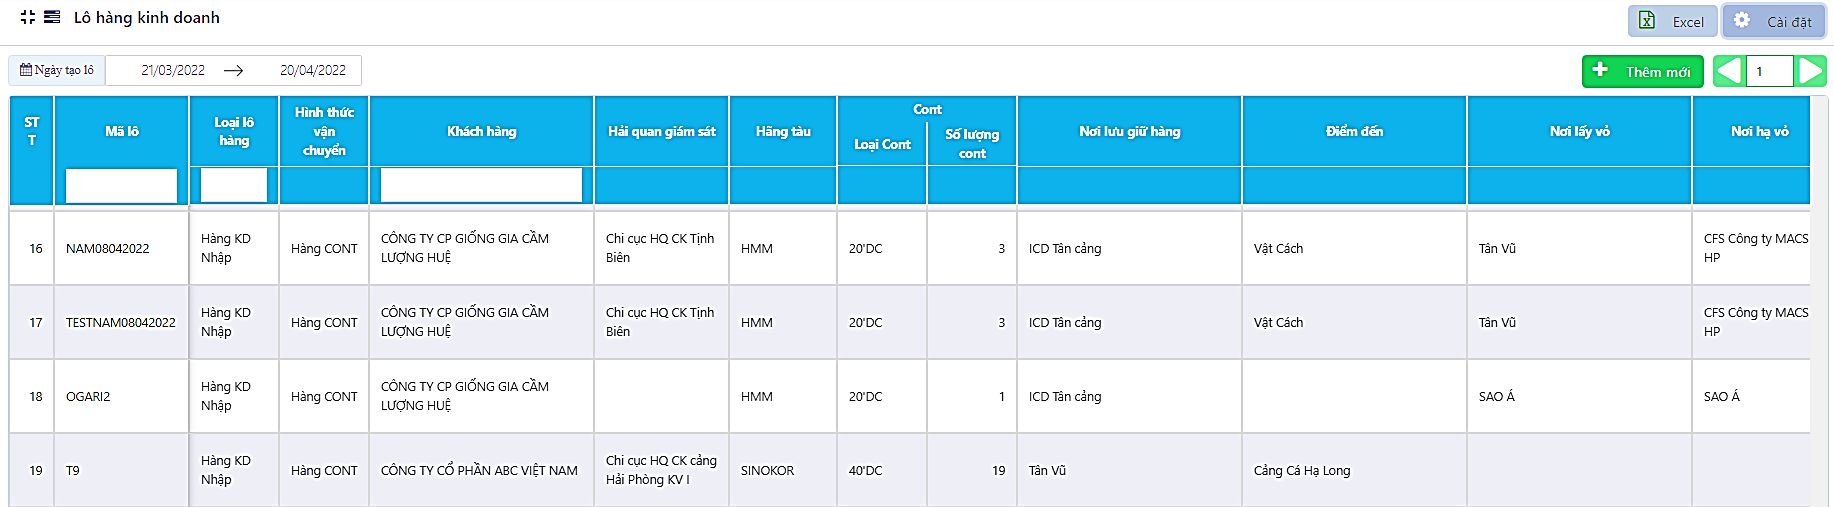 Lô hàng kinh doanh
Excel
Cài đặt
Ngày tạo lô 21/03/2022 → 20/04/2022
Thêm mới
1
STT
Mã lô
Loại lô hàng
Hình thức vận chuyển
Khách hàng
Hải quan giám sát
Hãng tàu
Cont
Loại Cont
Số lượng cont
Nơi lưu giữ hàng
Điểm đến
Nơi lấy vỏ
Nơi hạ vỏ
16 NAM08042022 Hàng KD Nhập Hàng CONT CÔNG TY CP GIỐNG GIA CẦM LƯỢNG HUỆ Chi cục HQ CK Tịnh Biên HMM 20'DC 3 ICD Tân cảng Vật Cách Tân Vũ CFS Công ty MACS HP
17 TESTNAM08042022 Hàng KD Nhập Hàng CONT CÔNG TY CP GIỐNG GIA CẦM LƯỢNG HUỆ Chi cục HQ CK Tịnh Biên HMM 20'DC 3 ICD Tân cảng Vật Cách Tân Vũ CFS Công ty MACS HP
18 OGARI2 Hàng KD Nhập Hàng CONT CÔNG TY CP GIỐNG GIA CẦM LƯỢNG HUỆ HMM 20'DC 1 ICD Tân cảng SAO Á SAO Á
19 T9 Hàng KD Nhập Hàng CONT CÔNG TY CỔ PHẦN ABC VIỆT NAM Chi cục HQ CK cảng Hải Phòng KV I SINOKOR 40'DC 19 Tân Vũ Cảng Cá Hạ Long